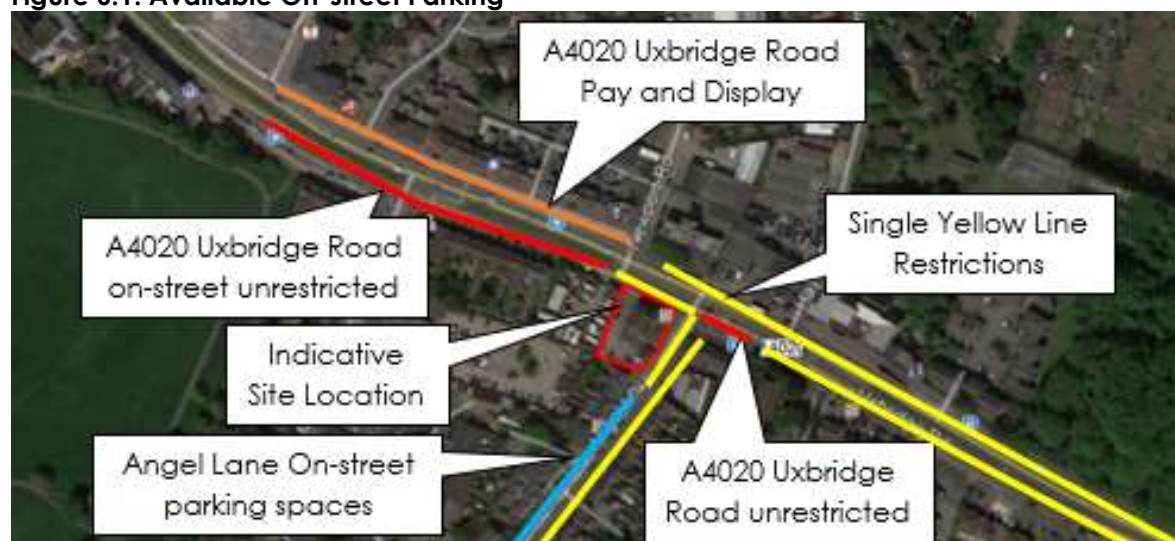 Figure 6.1: Available On-street Parking
A4020 Uxbridge Road
Pay and Display
A4020 Uxbridge Road
on-street unrestricted
Single Yellow Line
Restrictions
Indicative
Site Location
Angel Lane On-street
parking spaces
A4020 Uxbridge
Road unrestricted